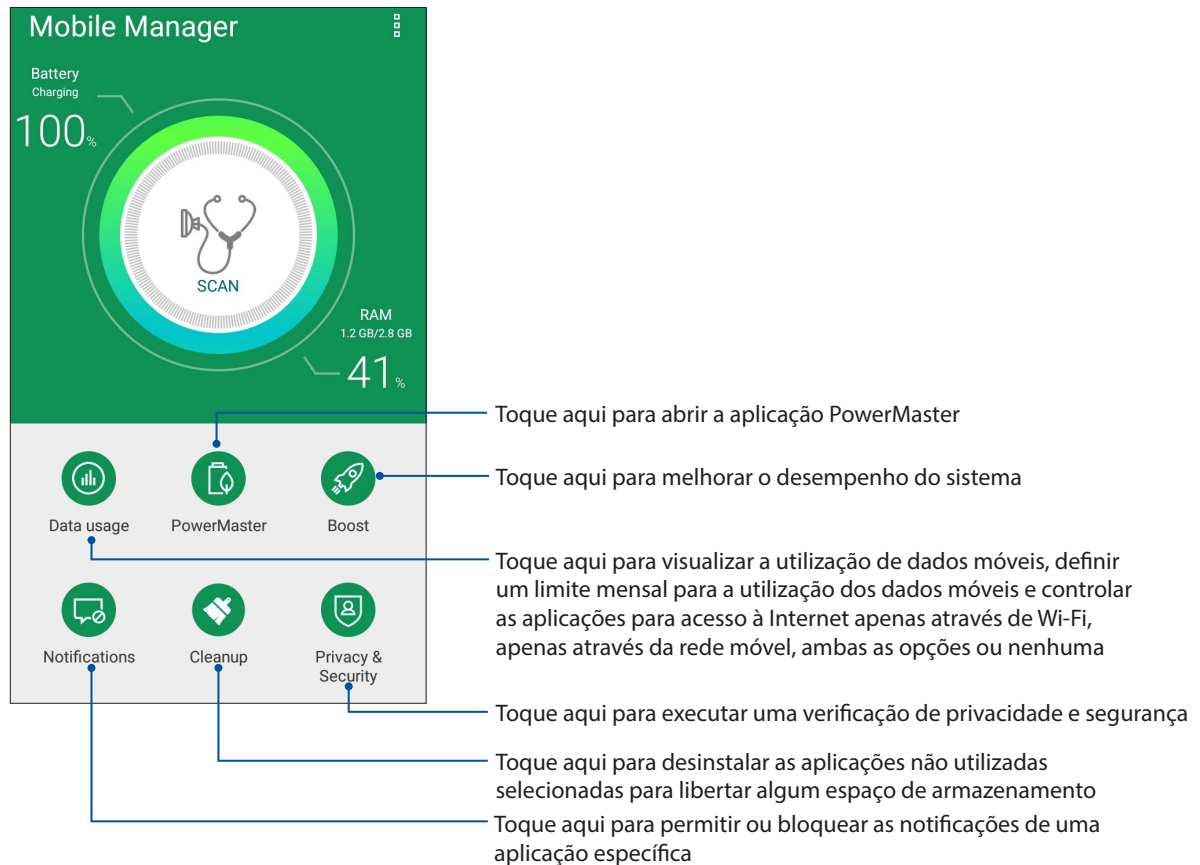 Mobile Manager
Battery
Charging
100%
SCAN
RAM
1.2 GB/2.8 GB
41%
Toque aqui para abrir a aplicação PowerMaster
Toque aqui para melhorar o desempenho do sistema
Data usage
PowerMaster
Boost
Toque aqui para visualizar a utilização de dados móveis, definir
um limite mensal para a utilização dos dados móveis e controlar
as aplicações para acesso à Internet apenas através de Wi-Fi,
apenas através da rede móvel, ambas as opções ou nenhuma
Notifications
Cleanup
Privacy &
Security
Toque aqui para executar uma verificação de privacidade e segurança
Toque aqui para desinstalar as aplicações não utilizadas
selecionadas para libertar algum espaço de armazenamento
Toque aqui para permitir ou bloquear as notificações de uma
aplicação específica